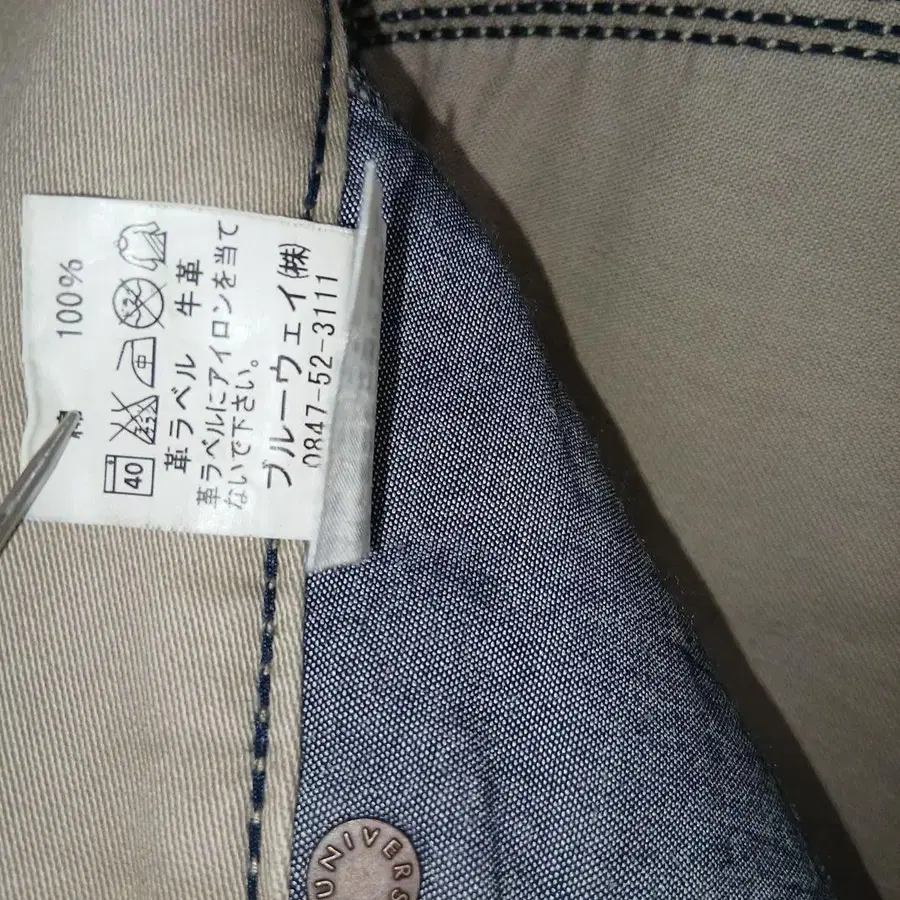 100%
40
革ラベル 牛革
革ラベルにアイロンを当て
ないで下さい。
ブルーウェイ(株)
0847-52-3111
UNIVERS